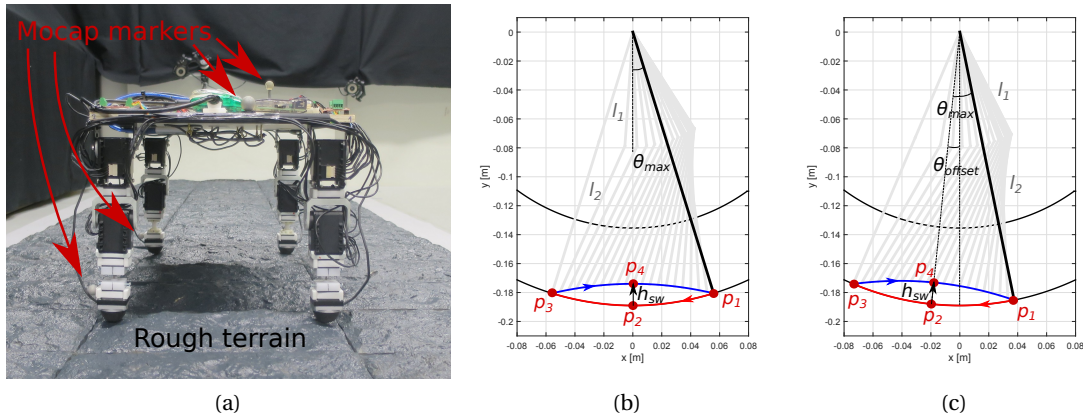 Mocap markers
Rough terrain
(a)
0
-0.02
-0.04
-0.06
-0.08
-0.1
-0.12
-0.14
-0.16
-0.18
-0.2
y [m]
l1
θmax
l2
p4
hsw
p3
p2
p1
-0.08 -0.06 -0.04 -0.02 0 0.02 0.04 0.06 0.08
x [m]
(b)
0
-0.02
-0.04
-0.06
-0.08
-0.1
-0.12
-0.14
-0.16
-0.18
-0.2
y [m]
l1
θmax
θoffset
l2
p4
p3
hsw
p2
p1
-0.08 -0.06 -0.04 -0.02 0 0.02 0.04 0.06 0.08
x [m]
(c)